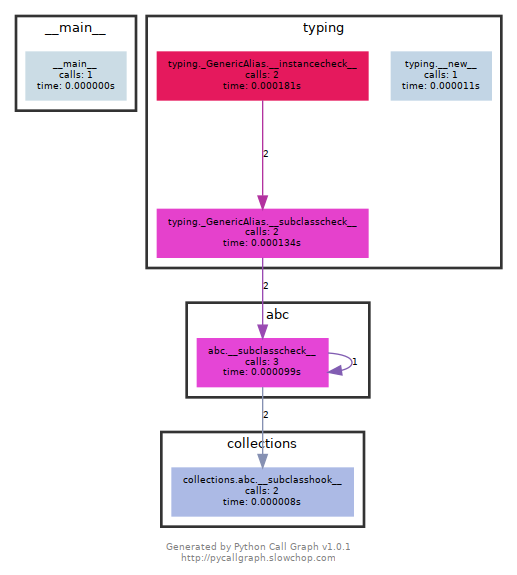 __main__
__main__
calls: 1
time: 0.000000s
typing
typing._GenericAlias.__instancecheck__
calls: 2
time: 0.000181s
typing.__new__
calls: 1
time: 0.000011s
2
typing._GenericAlias.__subclasscheck__
calls: 2
time: 0.000134s
2
abc
abc.__subclasscheck__
calls: 3
time: 0.000099s
1
2
collections
collections.abc.__subclasshook__
calls: 2
time: 0.000008s
Generated by Python Call Graph v1.0.1
http://pycallgraph.slowchop.com